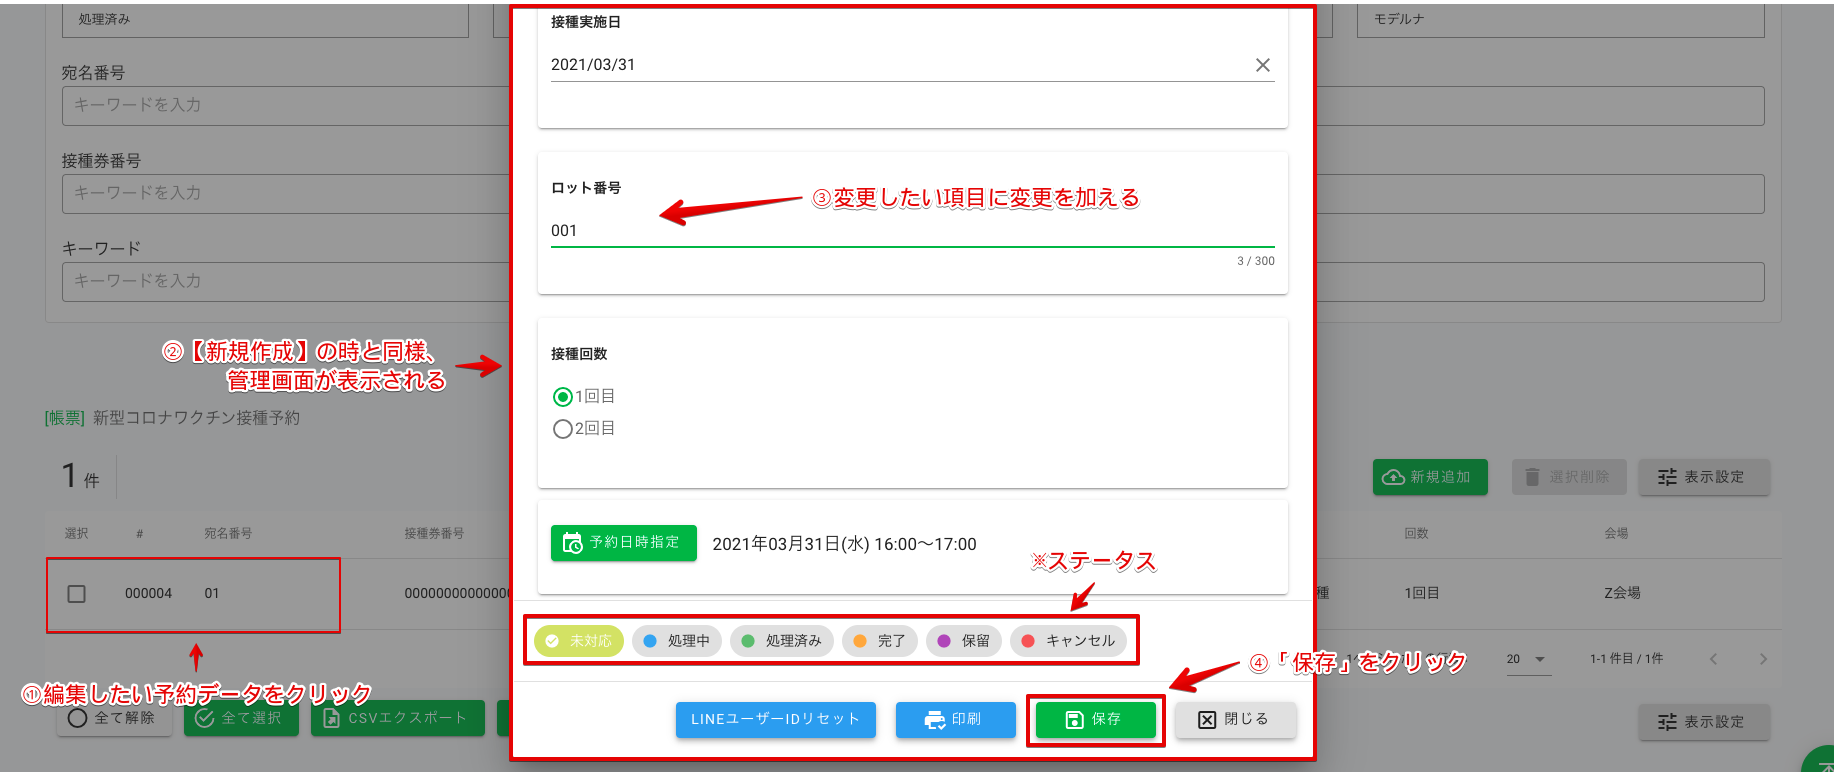 処理済み
モデルナ
宛名番号
キーワードを入力
接種券番号
キーワードを入力
キーワード
キーワードを入力
接種実施日
2021/03/31
ロット番号
③変更したい項目に変更を加える
001
3 / 300
②【新規作成】の時と同様、
管理画面が表示される
接種回数
1回目
2回目
[帳票] 新型コロナワクチン接種予約
1 件
新規追加
選択削除
表示設定
選択 # 宛名番号 接種券番号 回数 会場
000004 01 1回目 Z会場
予約日時指定 2021年03月31日(水) 16:00〜17:00
※ステータス
未対応 処理中 処理済み 完了 保留 キャンセル
④「保存」をクリック
20 1-1 件目 / 1件
①編集したい予約データをクリック
全て解除 全て選択 CSVエクスポート
LINEユーザーIDリセット 印刷 保存 閉じる
表示設定